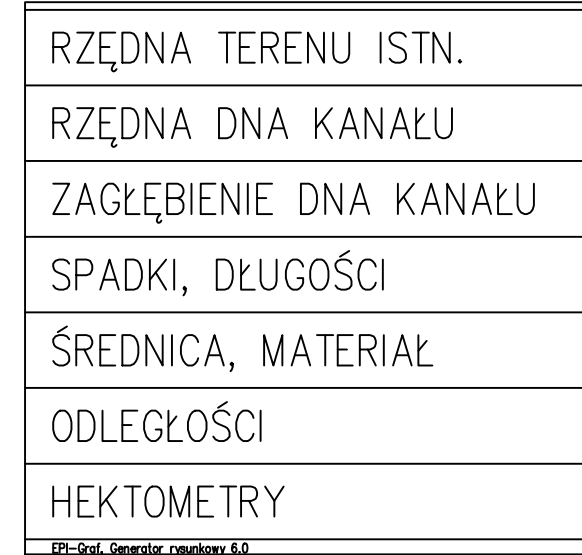 RZĘDNA TERENU ISTN.
RZĘDNA DNA KANAŁU
ZAGŁĘBIENIE DNA KANAŁU
SPADKI, DŁUGOŚCI
ŚREDNICA, MATERIAŁ
ODLEGŁOŚCI
HEKTOMETRY
EPI-Graf, Generator rysunkowy 6.0